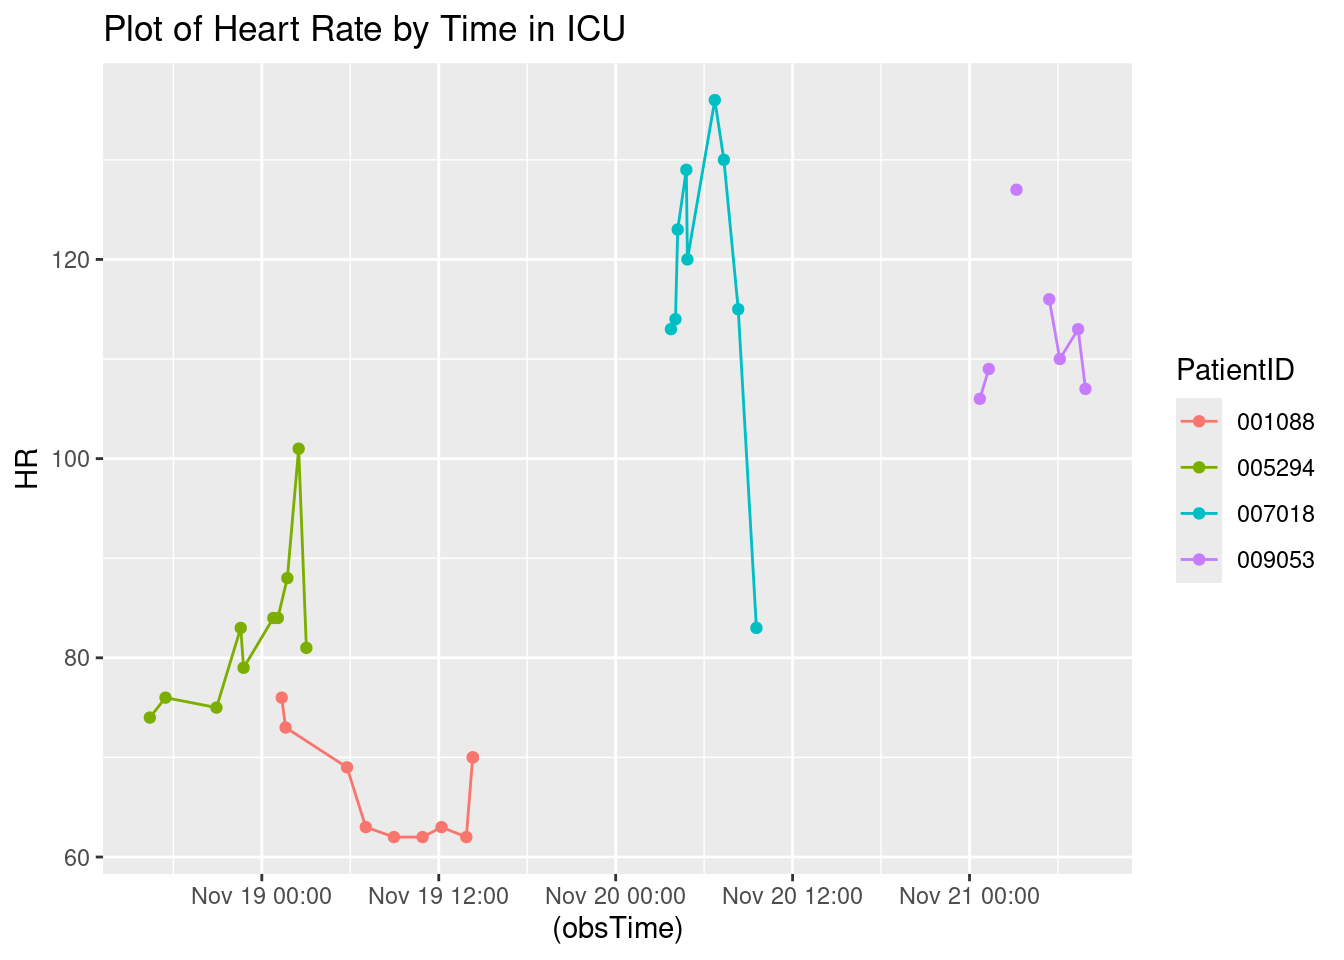 Plot of Heart Rate by Time in ICU
120
100
80
60
HR
Nov 19 00:00 Nov 19 12:00 Nov 20 00:00 Nov 20 12:00 Nov 21 00:00
(obsTime)
PatientID
001088
005294
007018
009053